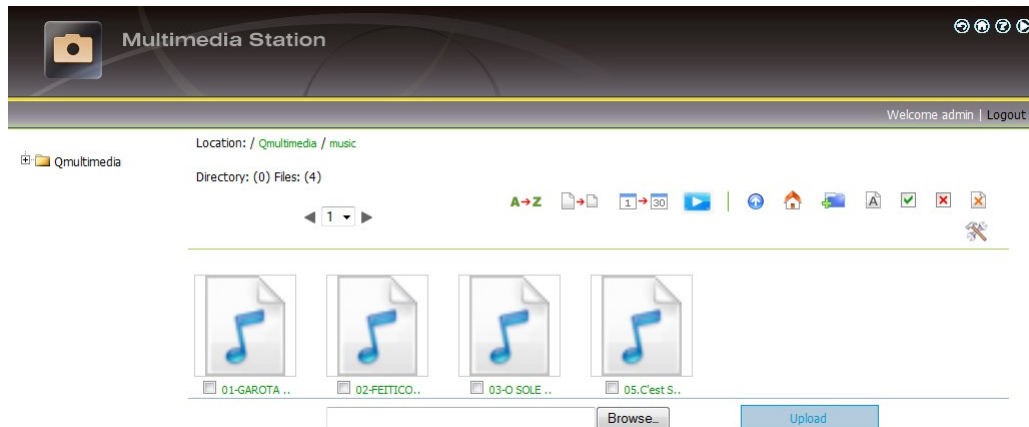 Multimedia Station
Welcome admin | Logout
Location: / Qmultimedia / music
Qmultimedia
Directory: (0) Files: (4)
A→Z 1→30 A
1
01-GAROTA .. 02-FEITICO.. 03-O SOLE .. 05.C'est S..
Browse.. Upload